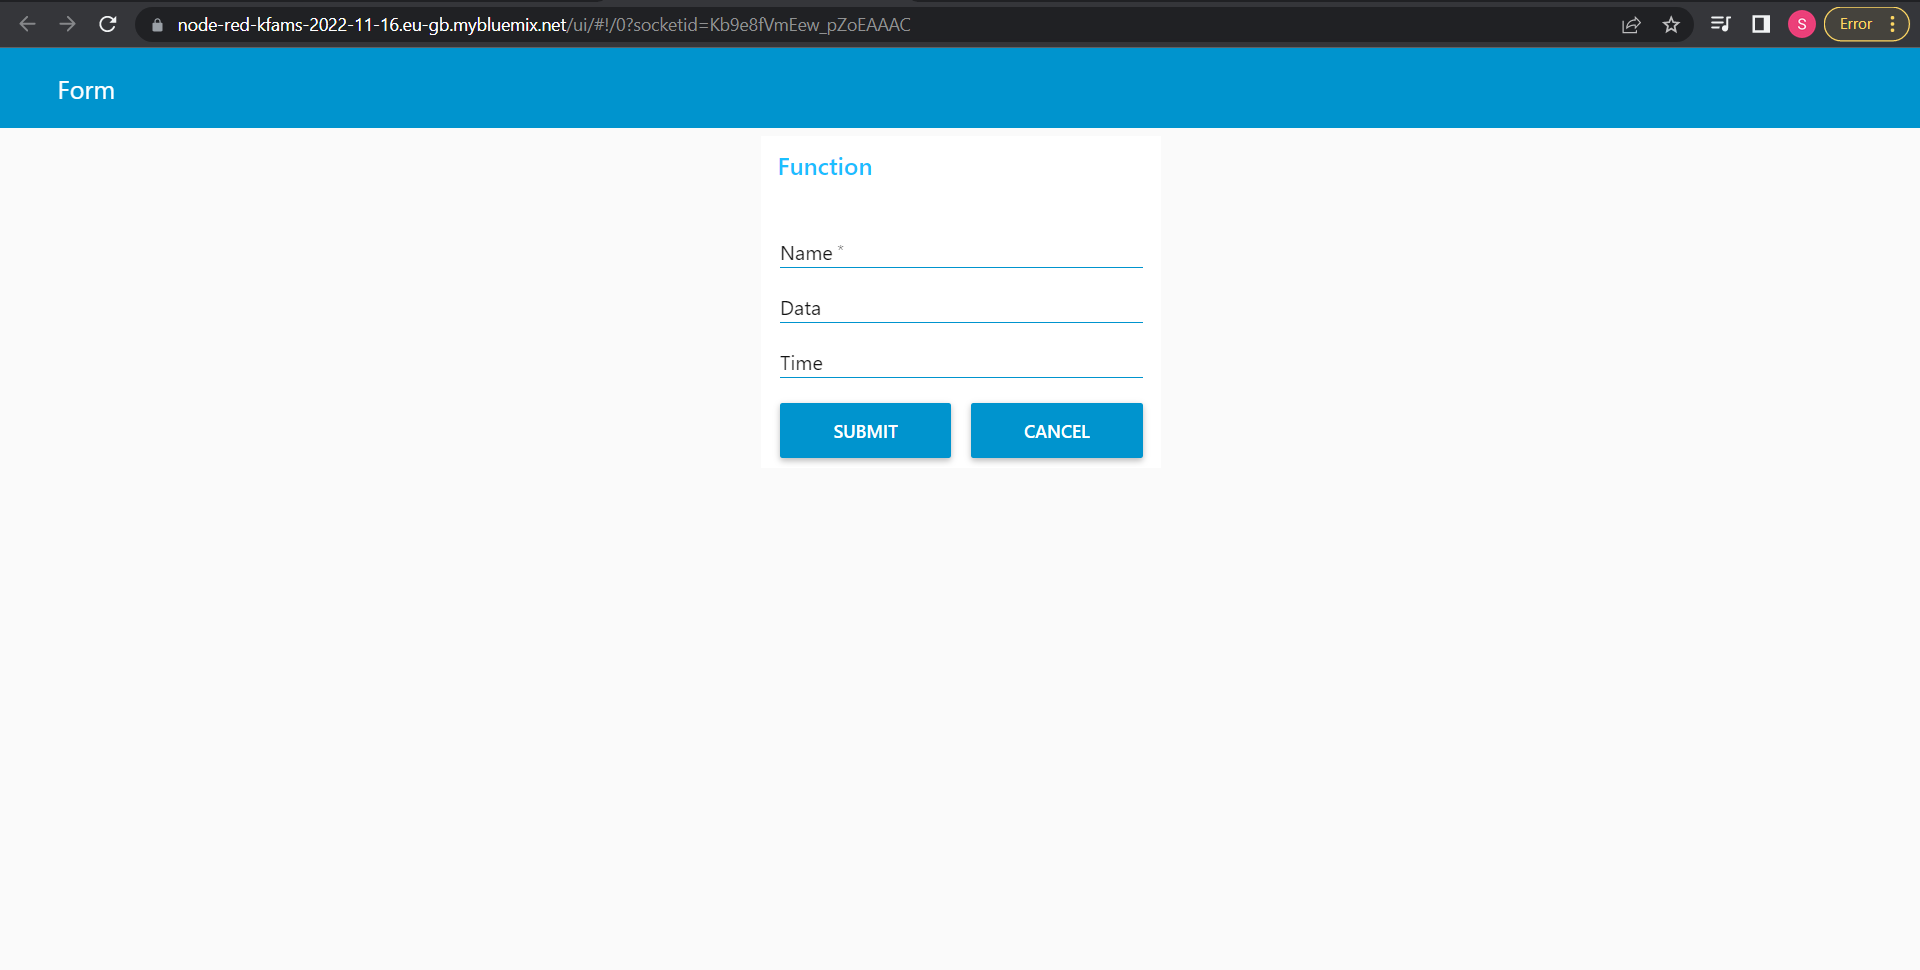 node-red-kfams-2022-11-16.eu-gb.mybluemix.net/ui/#!/0?socketid=Kb9e8fVmEew_pZoEAAAC
S
Error
Form
Function
Name *
Data
Time
SUBMIT CANCEL